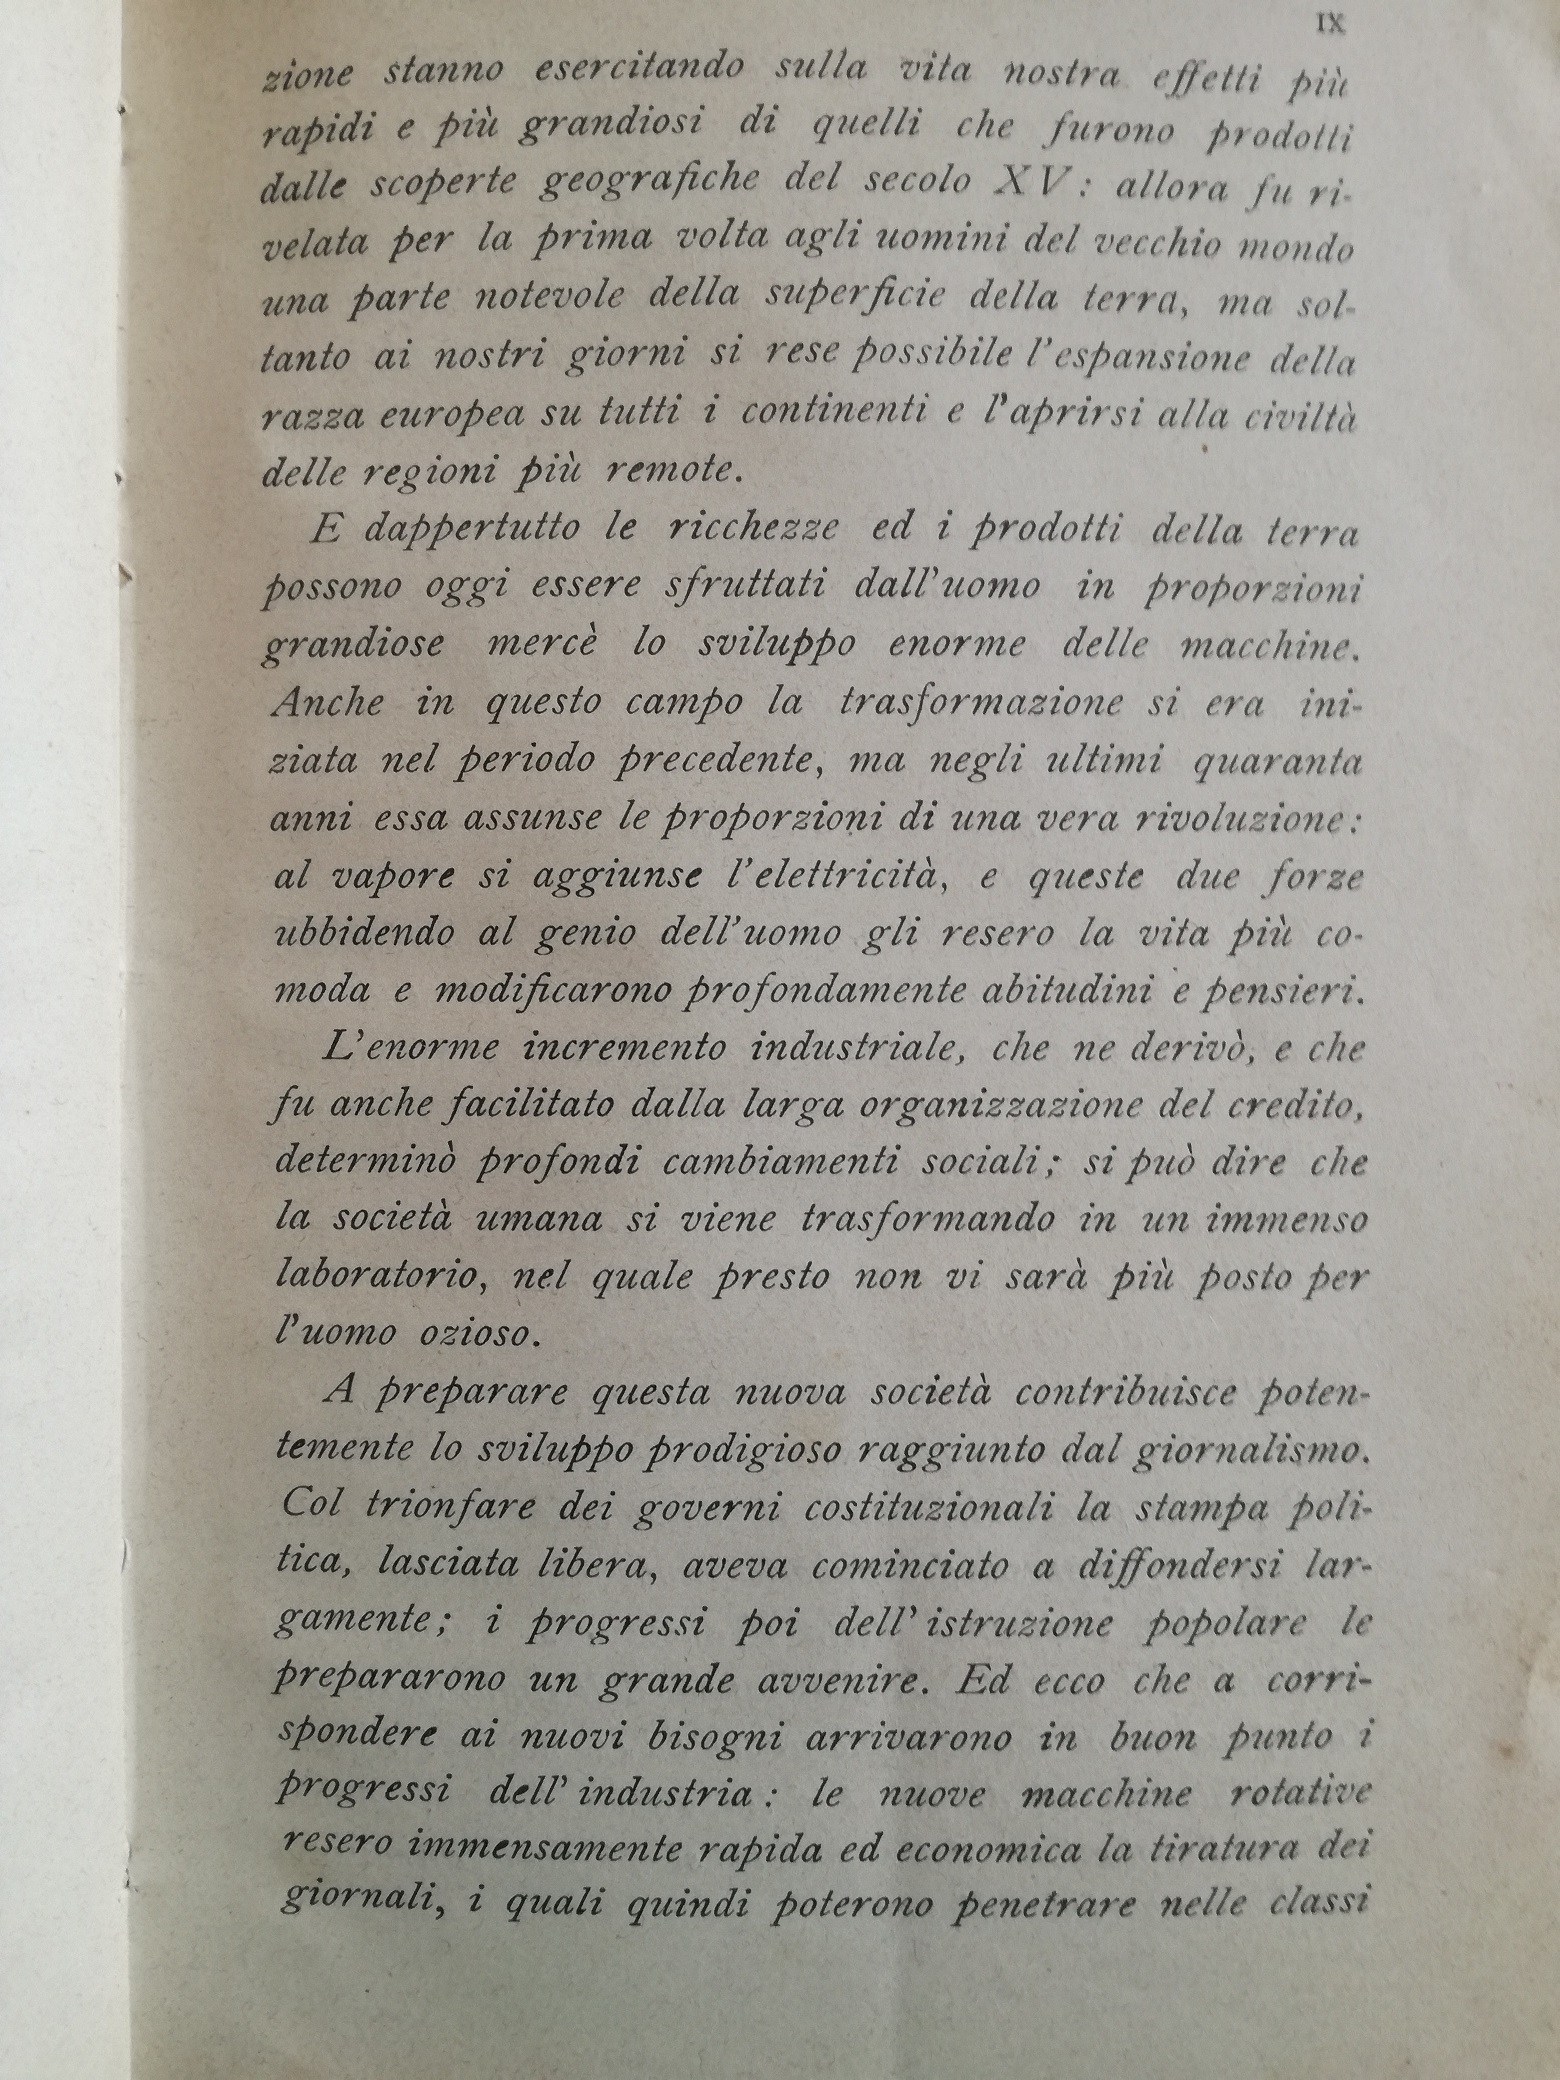 IX
zione stanno esercitando sulla vita nostra effetti più
rapidi e più grandiosi di quelli che furono prodotti
dalle scoperte geografiche del secolo XV: allora fu ri-
velata per la prima volta agli uomini del vecchio mondo
una parte notevole della superficie della terra, ma sol-
tanto ai nostri giorni si rese possibile l'espansione della
razza europea su tutti i continenti e l'aprirsi alla civiltà
delle regioni più remote.
E dappertutto le ricchezze ed i prodotti della terra
possono oggi essere sfruttati dall'uomo in proporzioni
grandiose mercè lo sviluppo enorme delle macchine.
Anche in questo campo la trasformazione si era ini-
ziata nel periodo precedente, ma negli ultimi quaranta
anni essa assunse le proporzioni di una vera rivoluzione:
al vapore si aggiunse l'elettricità, e queste due forze
ubbidendo al genio dell'uomo gli resero la vita più co-
moda e modificarono profondamente abitudini e pensieri.
L'enorme incremento industriale, che ne derivò, e che
fu anche facilitato dalla larga organizzazione del credito,
determinò profondi cambiamenti sociali; si può dire che
la società umana si viene trasformando in un immenso
laboratorio, nel quale presto non vi sarà più posto per
l'uomo ozioso.
A preparare questa nuova società contribuisce poten-
temente lo sviluppo prodigioso raggiunto dal giornalismo.
Col trionfare dei governi costituzionali la stampa poli-
tica, lasciata libera, aveva cominciato a diffondersi lar-
gamente; i progressi poi dell'istruzione popolare le
prepararono un grande avvenire. Ed ecco che a corri-
spondere ai nuovi bisogni arrivarono in buon punto i
progressi dell'industria: le nuove macchine rotative
resero immensamente rapida ed economica la tiratura dei
giornali, i quali quindi poterono penetrare nelle classi